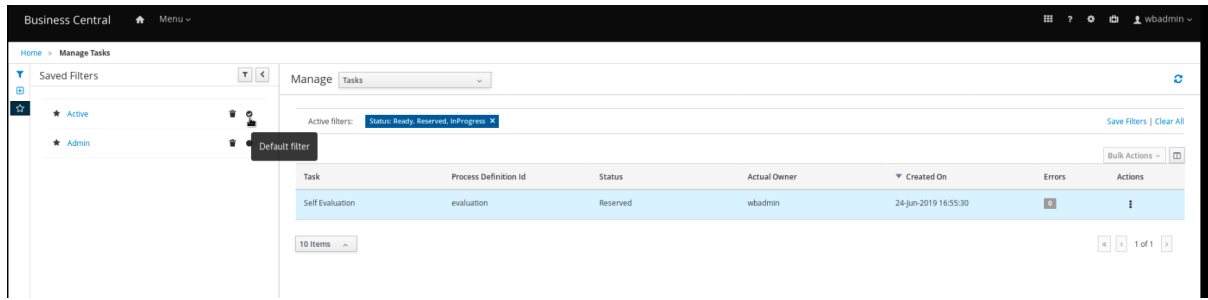 Business Central Menu wbadmin
Home » Manage Tasks
Saved Filters
Manage Tasks
Active
Active filters: Status: Ready, Reserved, InProgress X Save Filters | Clear All
Admin
Default filter
Bulk Actions
Task Process Definition Id Status Actual Owner Created On Errors Actions
Self Evaluation evaluation Reserved wbadmin 24-Jun-2019 16:55:30 0
10 Items « < 1 of 1 >